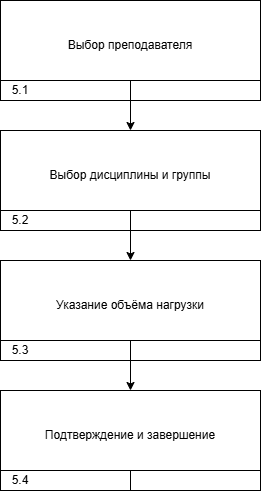 Выбор преподавателя
5.1
Выбор дисциплины и группы
5.2
Указание объёма нагрузки
5.3
Подтверждение и завершение
5.4